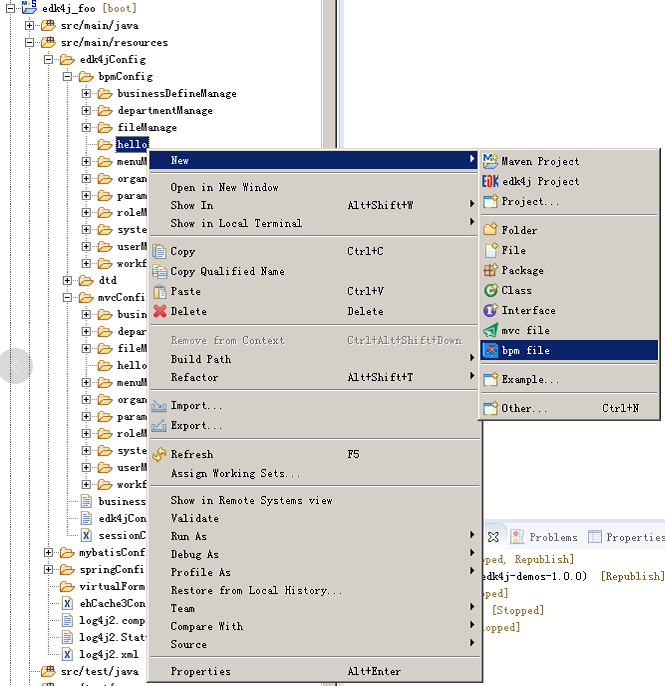 edk4j_foo [boot]
src/main/java
src/main/resources
edk4jConfig
bpmConfig
businessDefineManage
departmentManage
fileManage
hello
menuM
organ
param
roleM
syste
userM
workf
dtd
mvcConfi
busin
depar
fileM
hello
menuM
organ
param
roleM
syste
userM
workf
business
edk4jCon
sessionC
mybatisConf
springConfi
virtualForm
ehCache3Con
log4j2.comp
log4j2.Stat
log4j2.xml
src/test/java
New
Open in New Window
Show In Alt+Shift+W
Show in Local Terminal
Copy Ctrl+C
Copy Qualified Name
Paste Ctrl+V
Delete Delete
Remove from Context Ctrl+Alt+Shift+Down
Build Path
Refactor Alt+Shift+T
Import...
Export...
Refresh F5
Assign Working Sets...
Show in Remote Systems view
Validate
Run As
Debug As
Profile As
Restore from Local History...
Team
Compare With
Source
Properties Alt+Enter
Maven Project
EDK edk4j Project
Project...
Folder
File
Package
Class
Interface
mvc file
bpm file
Example...
Other... Ctrl+N
Problems Properties
pped, Republish]
edk4j-demos-1.0.0) [Republish]
ped]
[Stopped]
topped]